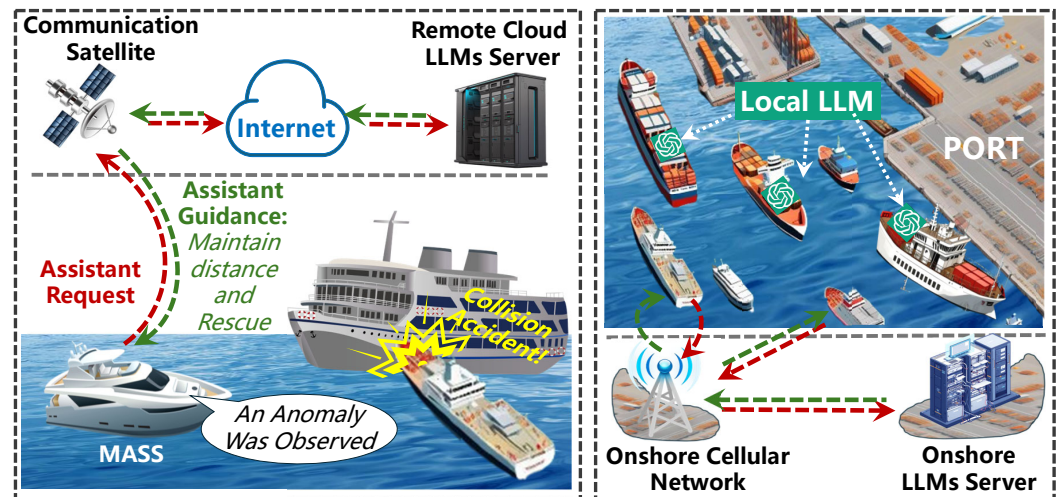 Communication
Satellite
Remote Cloud
LLMs Server
Internet
Assistant
Guidance:
Maintain
distance
and
Rescue
Assistant
Request
Collision
Accident!
An Anomaly
Was Observed
MASS
Local LLM
PORT
Onshore Cellular
Network
Onshore
LLMs Server